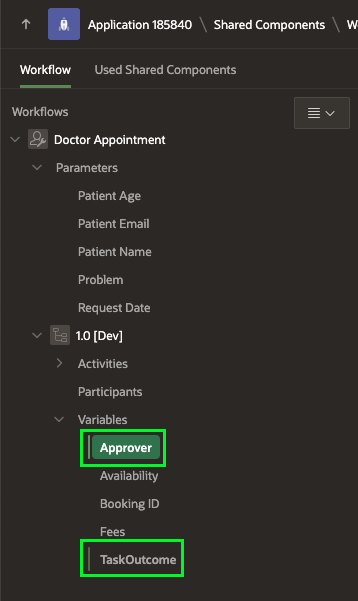 Application 185840 \ Shared Components \
Workflow Used Shared Components
Workflows
Doctor Appointment
Parameters
Patient Age
Patient Email
Patient Name
Problem
Request Date
1.0 [Dev]
Activities
Participants
Variables
Approver
Availability
Booking ID
Fees
TaskOutcome